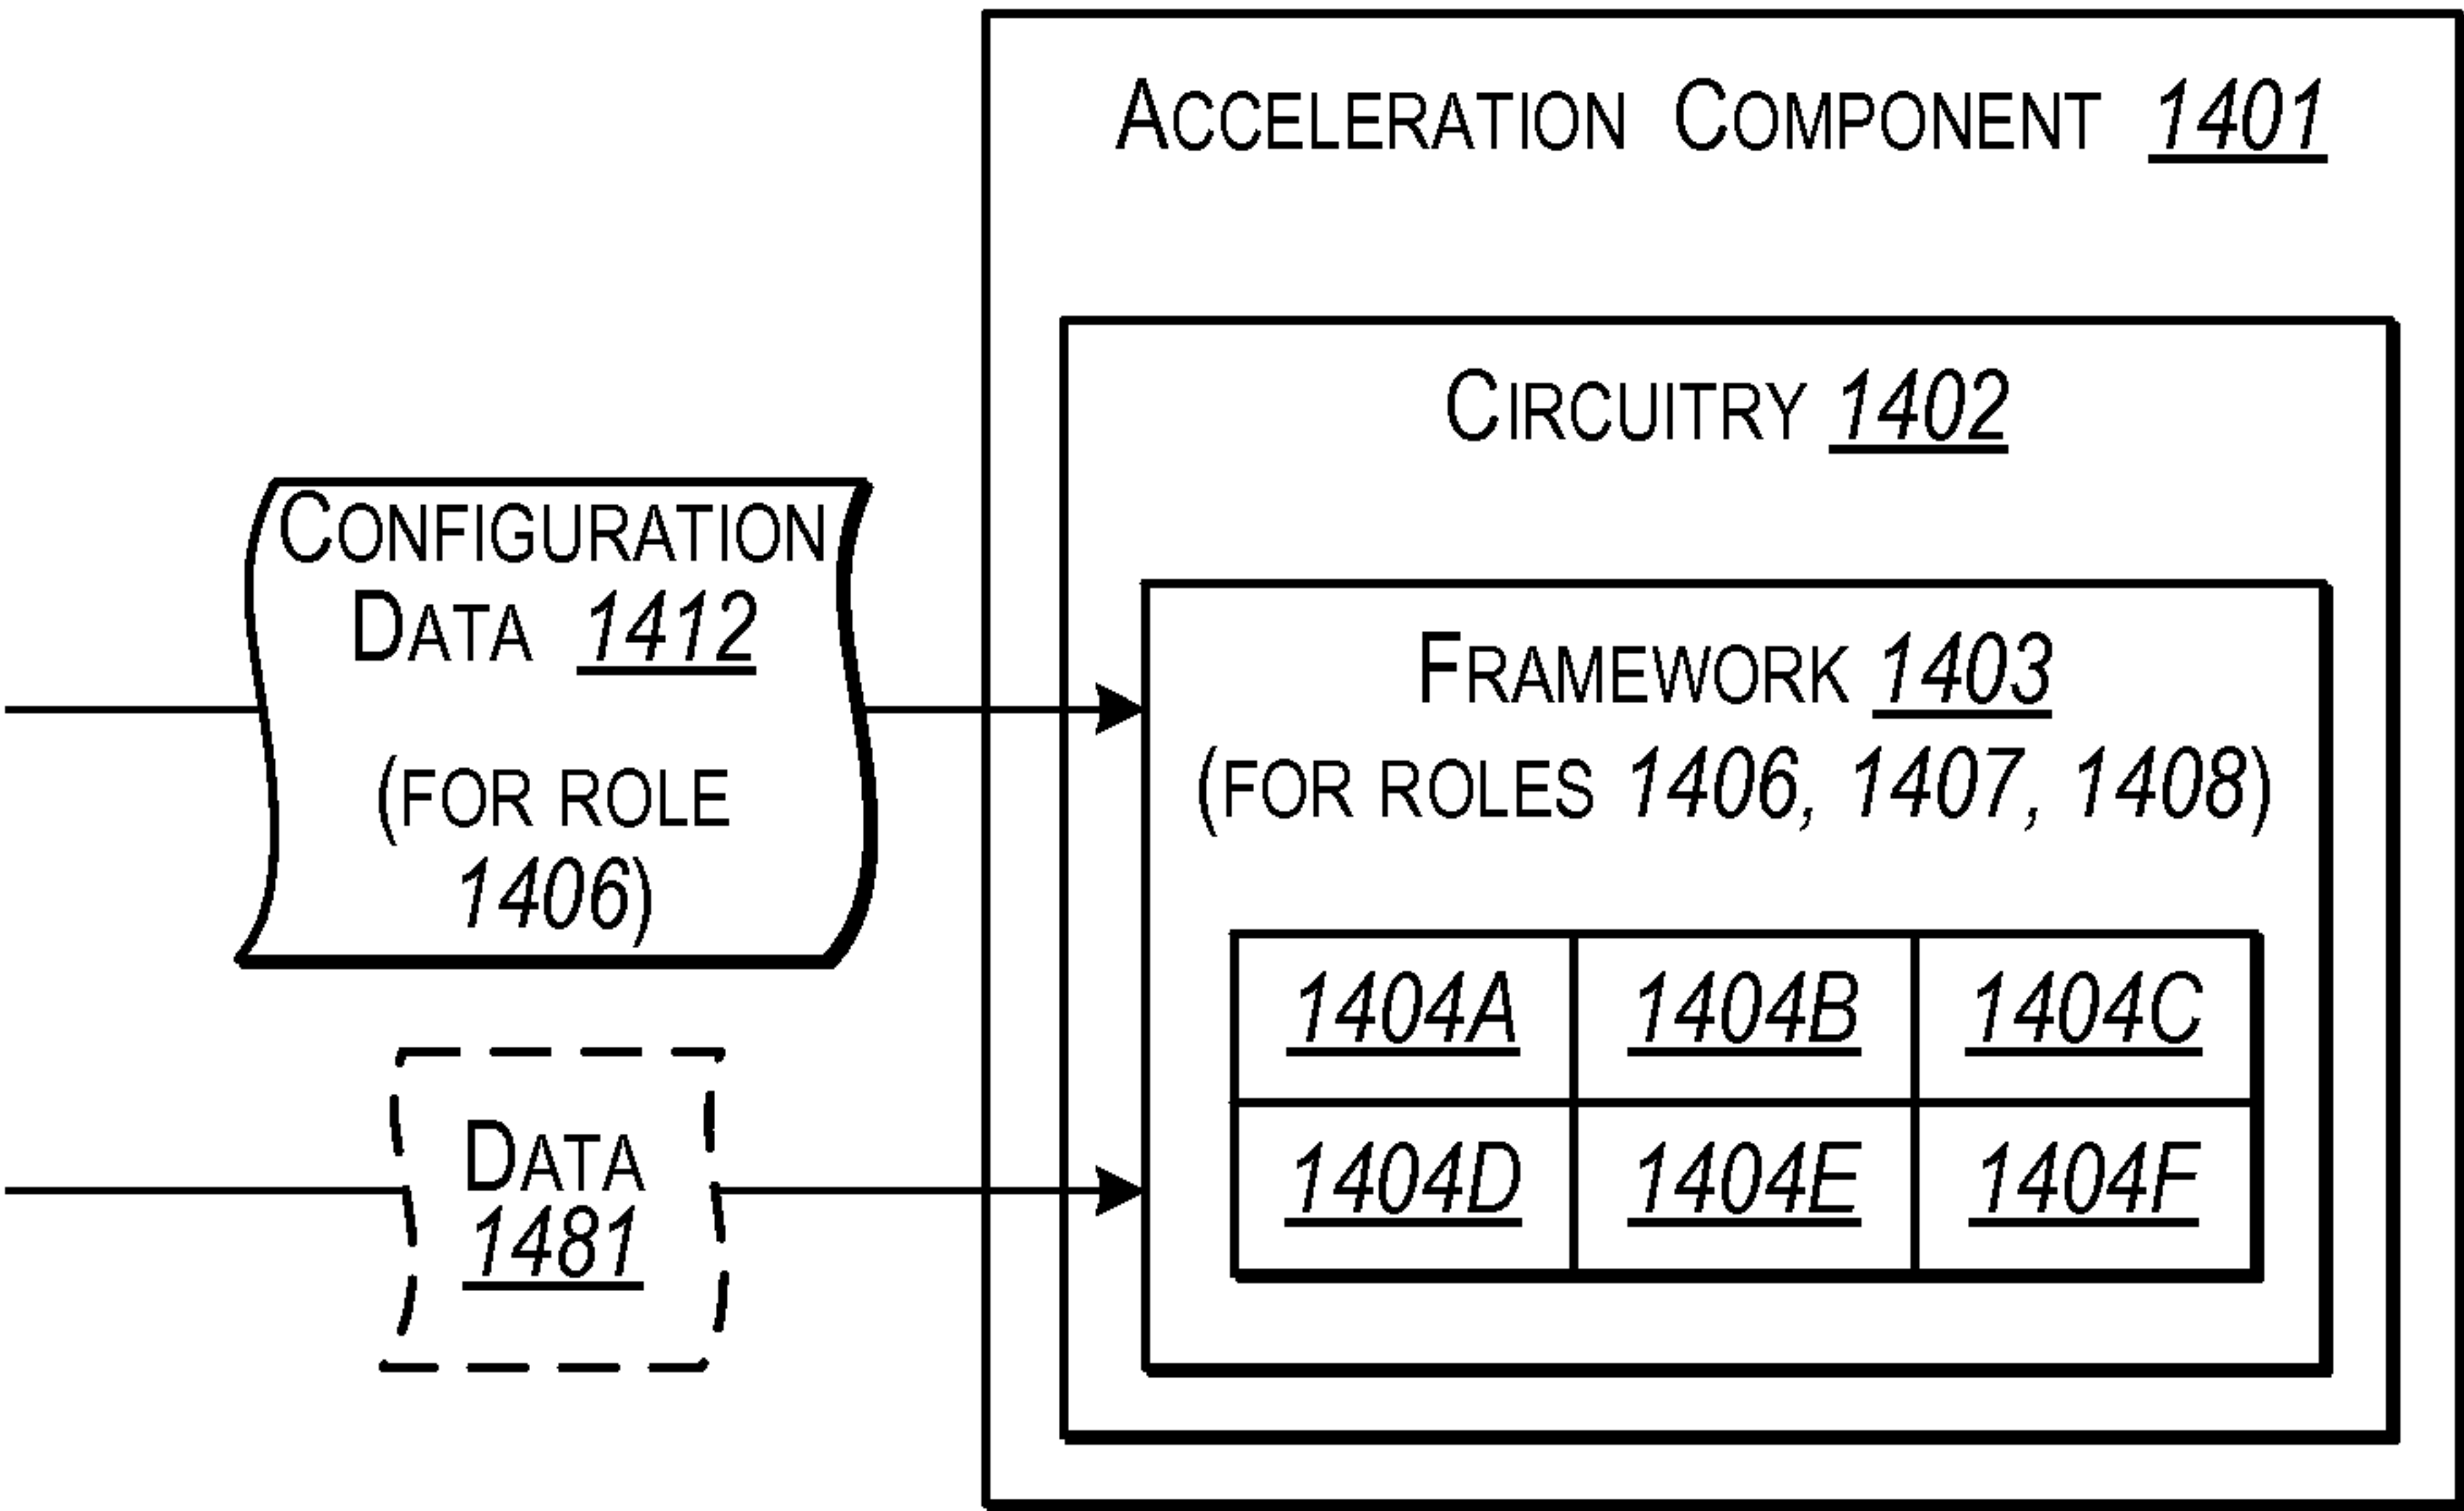 ACCELERATION COMPONENT 1401
CIRCUITRY 1402
CONFIGURATION
DATA 1412
(FOR ROLE
1406)
FRAMEWORK 1403
(FOR ROLES 1406, 1407, 1408)
1404A 1404B 1404C
1404D 1404E 1404F
DATA
1481